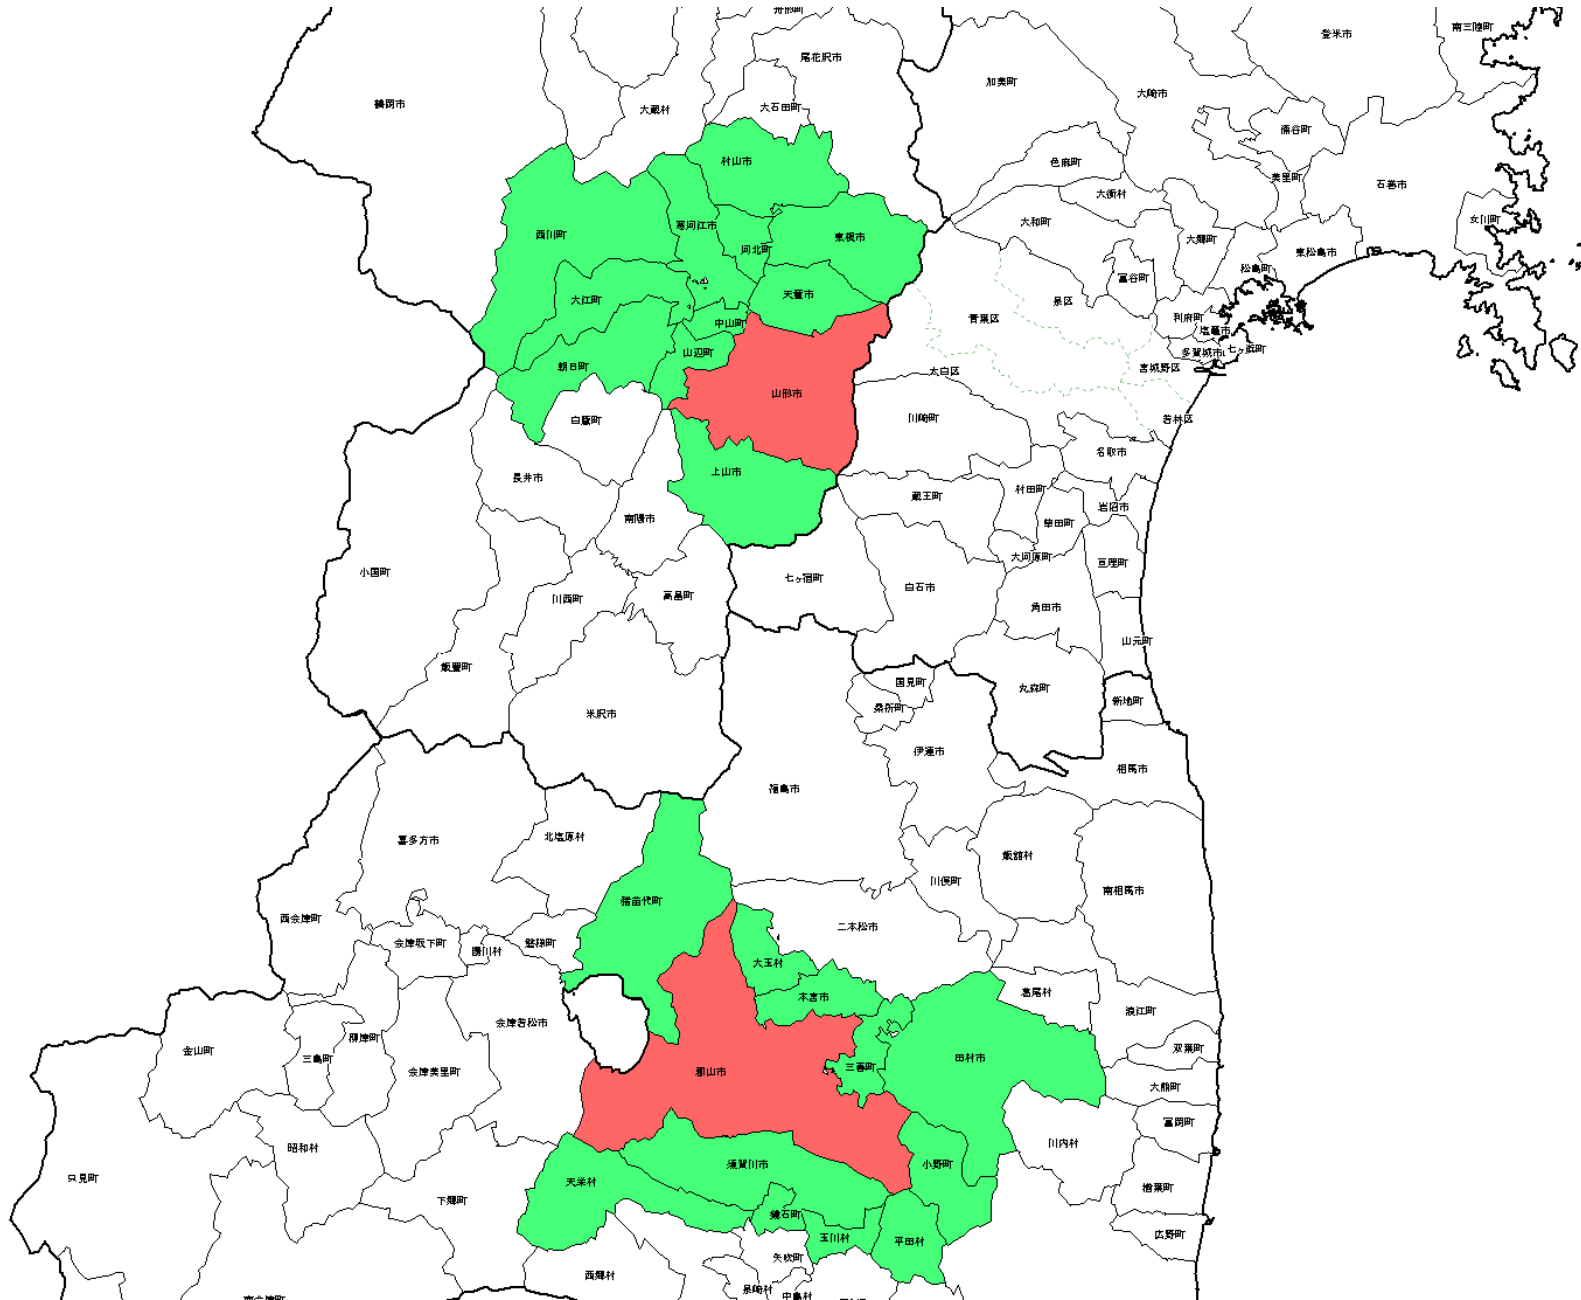 舟形町
南三陸町
登米市
尾花沢市
加美町
大崎市
鶴岡市
大蔵村
大石田町
涌谷町
村山市
色麻町
美里町
石巻市
大衡村
女川町
西川町
寒河江市
河北町
東根市
大和町
大郷町
東松島市
松島町
富谷町
天童市
大江町
泉区
青葉区
利府町
塩竈市
中山町
山辺町
多賀城市
七ヶ浜町
朝日町
宮城野区
太白区
山形市
白鷹町
川崎町
若林区
名取市
上山市
長井市
村田町
蔵王町
岩沼市
南陽市
柴田町
大河原町
亘理町
小国町
七ヶ宿町
白石市
川西町
高畠町
角田市
山元町
飯豊町
国見町
丸森町
新地町
桑折町
米沢市
伊達市
相馬市
福島市
喜多方市
北塩原村
飯舘村
川俣町
南相馬市
猪苗代町
西会津町
二本松市
会津坂下町
湯川村
磐梯町
大玉村
本宮市
葛尾村
浪江町
会津若松市
柳津町
金山町
三島町
双葉町
田村市
三春町
郡山市
会津美里町
大熊町
富岡町
川内村
昭和村
須賀川市
小野町
只見町
天栄村
楢葉町
下郷町
鏡石町
玉川村
平田村
広野町
矢吹町
西郷村
泉崎村
中島村
南会津町